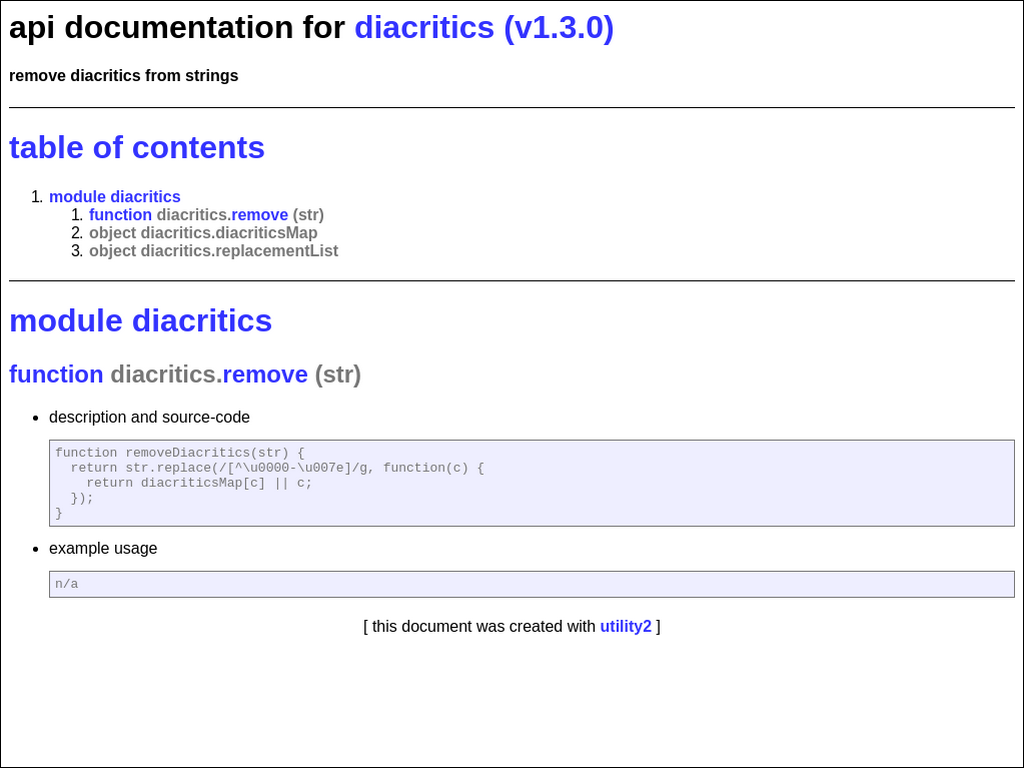 api documentation for diacritics (v1.3.0)
remove diacritics from strings
table of contents
1. module diacritics
1. function diacritics.remove (str)
2. object diacritics.diacriticsMap
3. object diacritics.replacementList
module diacritics
function diacritics.remove (str)
• description and source-code
function removeDiacritics(str) {
  return str.replace(/[^\u0000-\u007e]/g, function(c) {
    return diacriticsMap[c] || c;
  });
}
• example usage
n/a
[ this document was created with utility2 ]